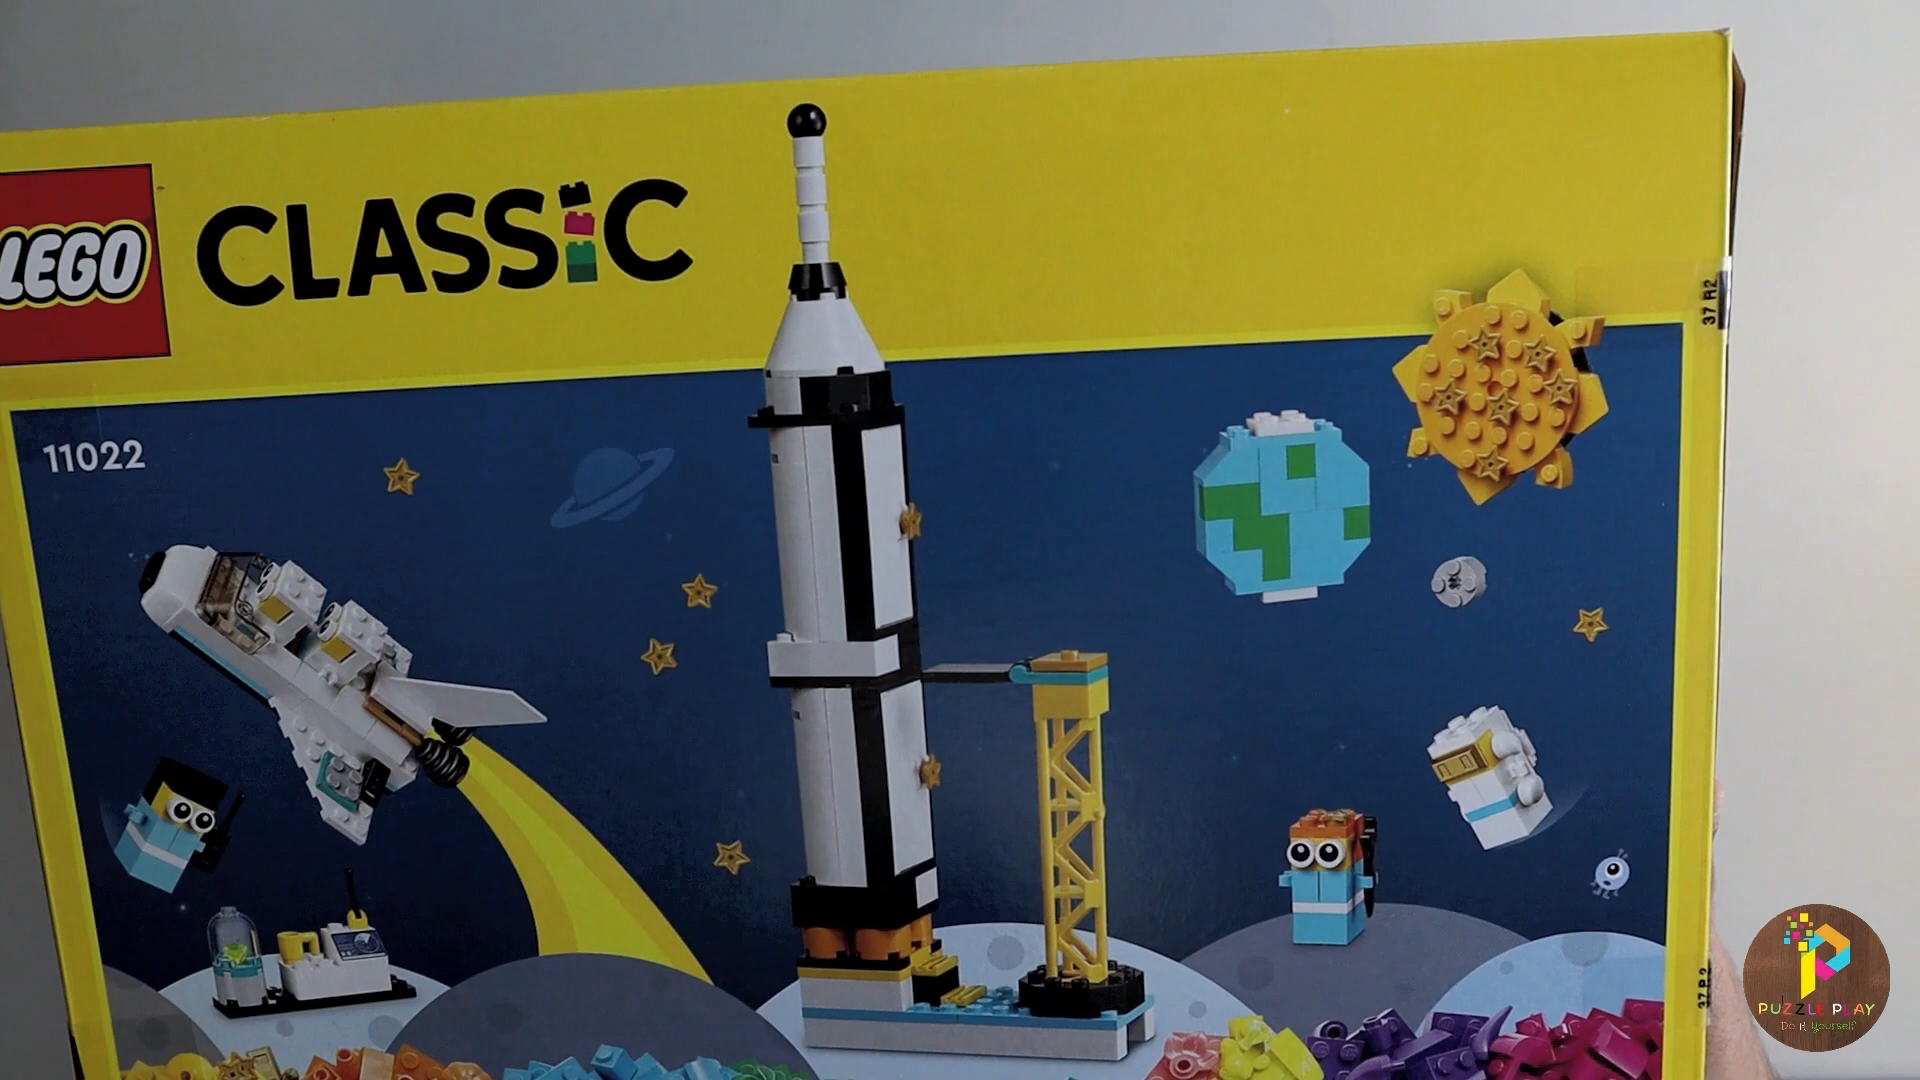 LEGO
CLASSiC
11022
37 R2
37 R2
PUZZLE PLAY
Do it Yourself